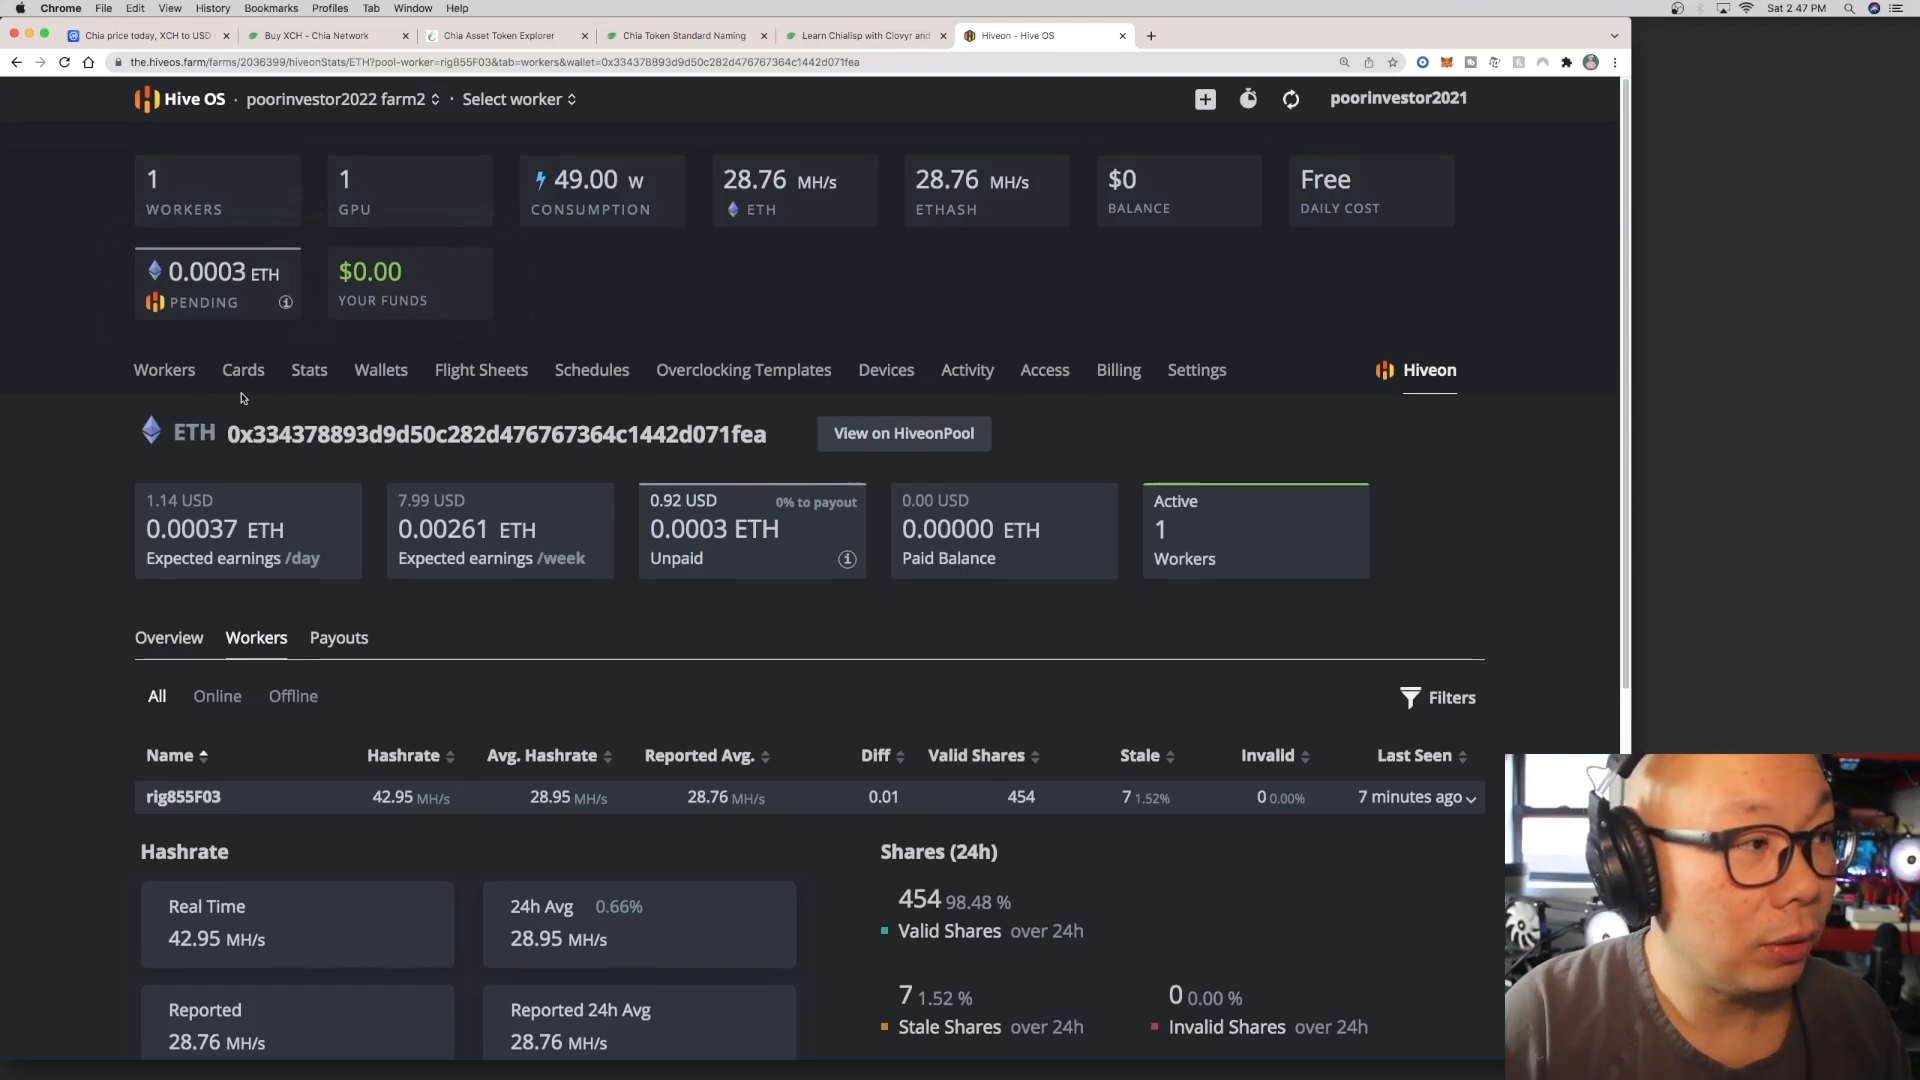 Chrome File Edit View History Bookmarks Profiles Tab Window Help Sat 2:47 PM
Chia price today, XCH to USD Buy XCH - Chia Network Chia Asset Token Explorer Chia Token Standard Naming Learn Chialisp with Clovyr and Hiveon - Hive OS
the.hiveos.farm/farms/2036399/hiveonStats/ETH?pool-worker=rig855F03&tab=workers&wallet=0x334378893d9d50c282d476767364c1442d071fea
Hive OS · poorinvestor2022 farm2 · Select worker poorinvestor2021
1 1 49.00 W 28.76 MH/s 28.76 MH/s $0 Free
WORKERS GPU CONSUMPTION ETH ETHASH BALANCE DAILY COST
0.0003 ETH $0.00
PENDING YOUR FUNDS
Workers Cards Stats Wallets Flight Sheets Schedules Overclocking Templates Devices Activity Access Billing Settings Hiveon
ETH 0x334378893d9d50c282d476767364c1442d071fea View on HiveonPool
1.14 USD 7.99 USD 0.92 USD 0% to payout 0.00 USD Active
0.00037 ETH 0.00261 ETH 0.0003 ETH 0.00000 ETH 1
Expected earnings /day Expected earnings /week Unpaid Paid Balance Workers
Overview Workers Payouts
All Online Offline Filters
Name Hashrate Avg. Hashrate Reported Avg. Diff Valid Shares Stale Invalid Last Seen
rig855F03 42.95 MH/s 28.95 MH/s 28.76 MH/s 0.01 454 7 1.52% 0 0.00% 7 minutes ago
Hashrate Shares (24h)
Real Time 24h Avg 0.66% 454 98.48 %
42.95 MH/s 28.95 MH/s Valid Shares over 24h
Reported Reported 24h Avg 7 1.52 % 0 0.00 %
28.76 MH/s 28.76 MH/s Stale Shares over 24h Invalid Shares over 24h